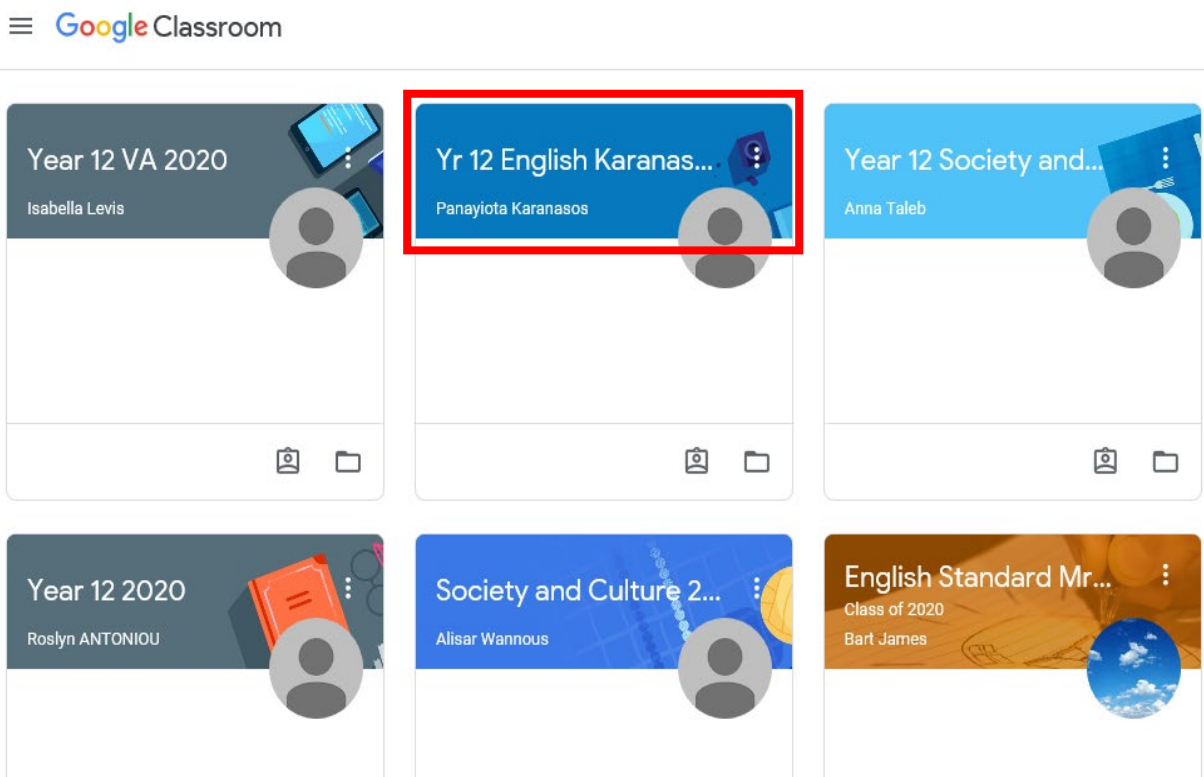 Google Classroom
Year 12 VA 2020
Isabella Levis
Yr 12 English Karanas...
Panayiota Karanasos
Year 12 Society and...
Anna Taleb
Year 12 2020
Roslyn ANTONIOU
Society and Culture 2...
Alisar Wannous
English Standard Mr...
Class of 2020
Bart James